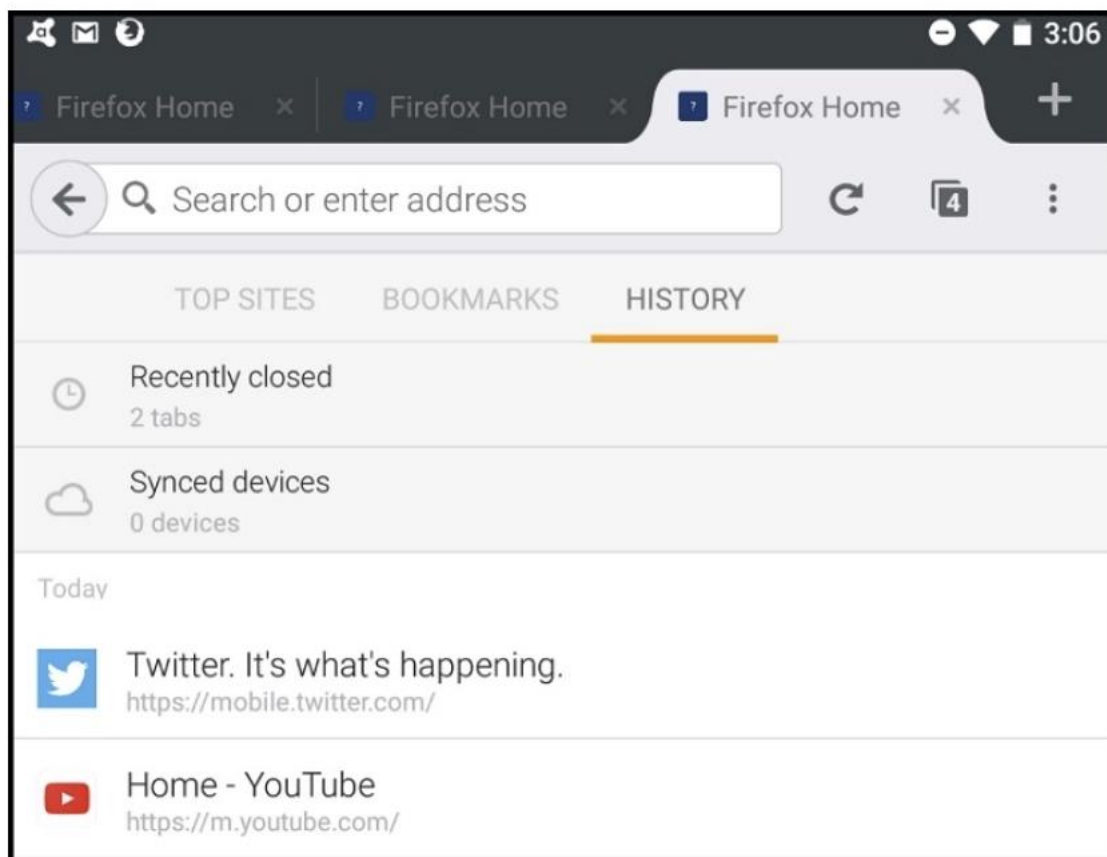 3:06
? Firefox Home × ? Firefox Home × ? Firefox Home × +
Search or enter address 4
TOP SITES BOOKMARKS HISTORY
Recently closed
2 tabs
Synced devices
0 devices
Today
Twitter. It's what's happening.
https://mobile.twitter.com/
Home - YouTube
https://m.youtube.com/